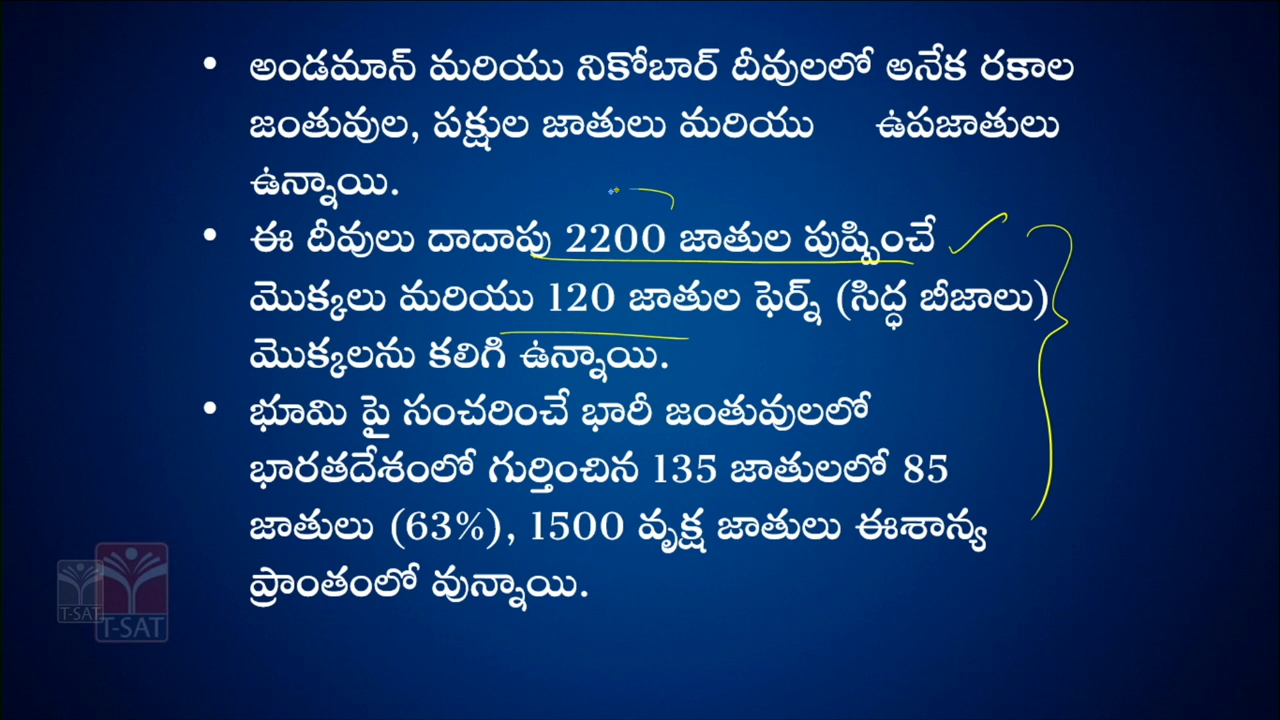 • అండమాన్ మరియు నికోబార్ దీవులలో అనేక రకాల
జంతువుల, పక్షుల జాతులు మరియు ఉపజాతులు
ఉన్నాయి.
• ఈ దీవులు దాదాపు 2200 జాతుల పుష్పించే
మొక్కలు మరియు 120 జాతుల ఫెర్న్ (సిద్ధ బీజాలు)
మొక్కలను కలిగి ఉన్నాయి.
• భూమి పై సంచరించే భారీ జంతువులలో
భారతదేశంలో గుర్తించిన 135 జాతులలో 85
జాతులు (63%), 1500 వృక్ష జాతులు ఈశాన్య
ప్రాంతంలో వున్నాయి.
T-SAT
T-SAT